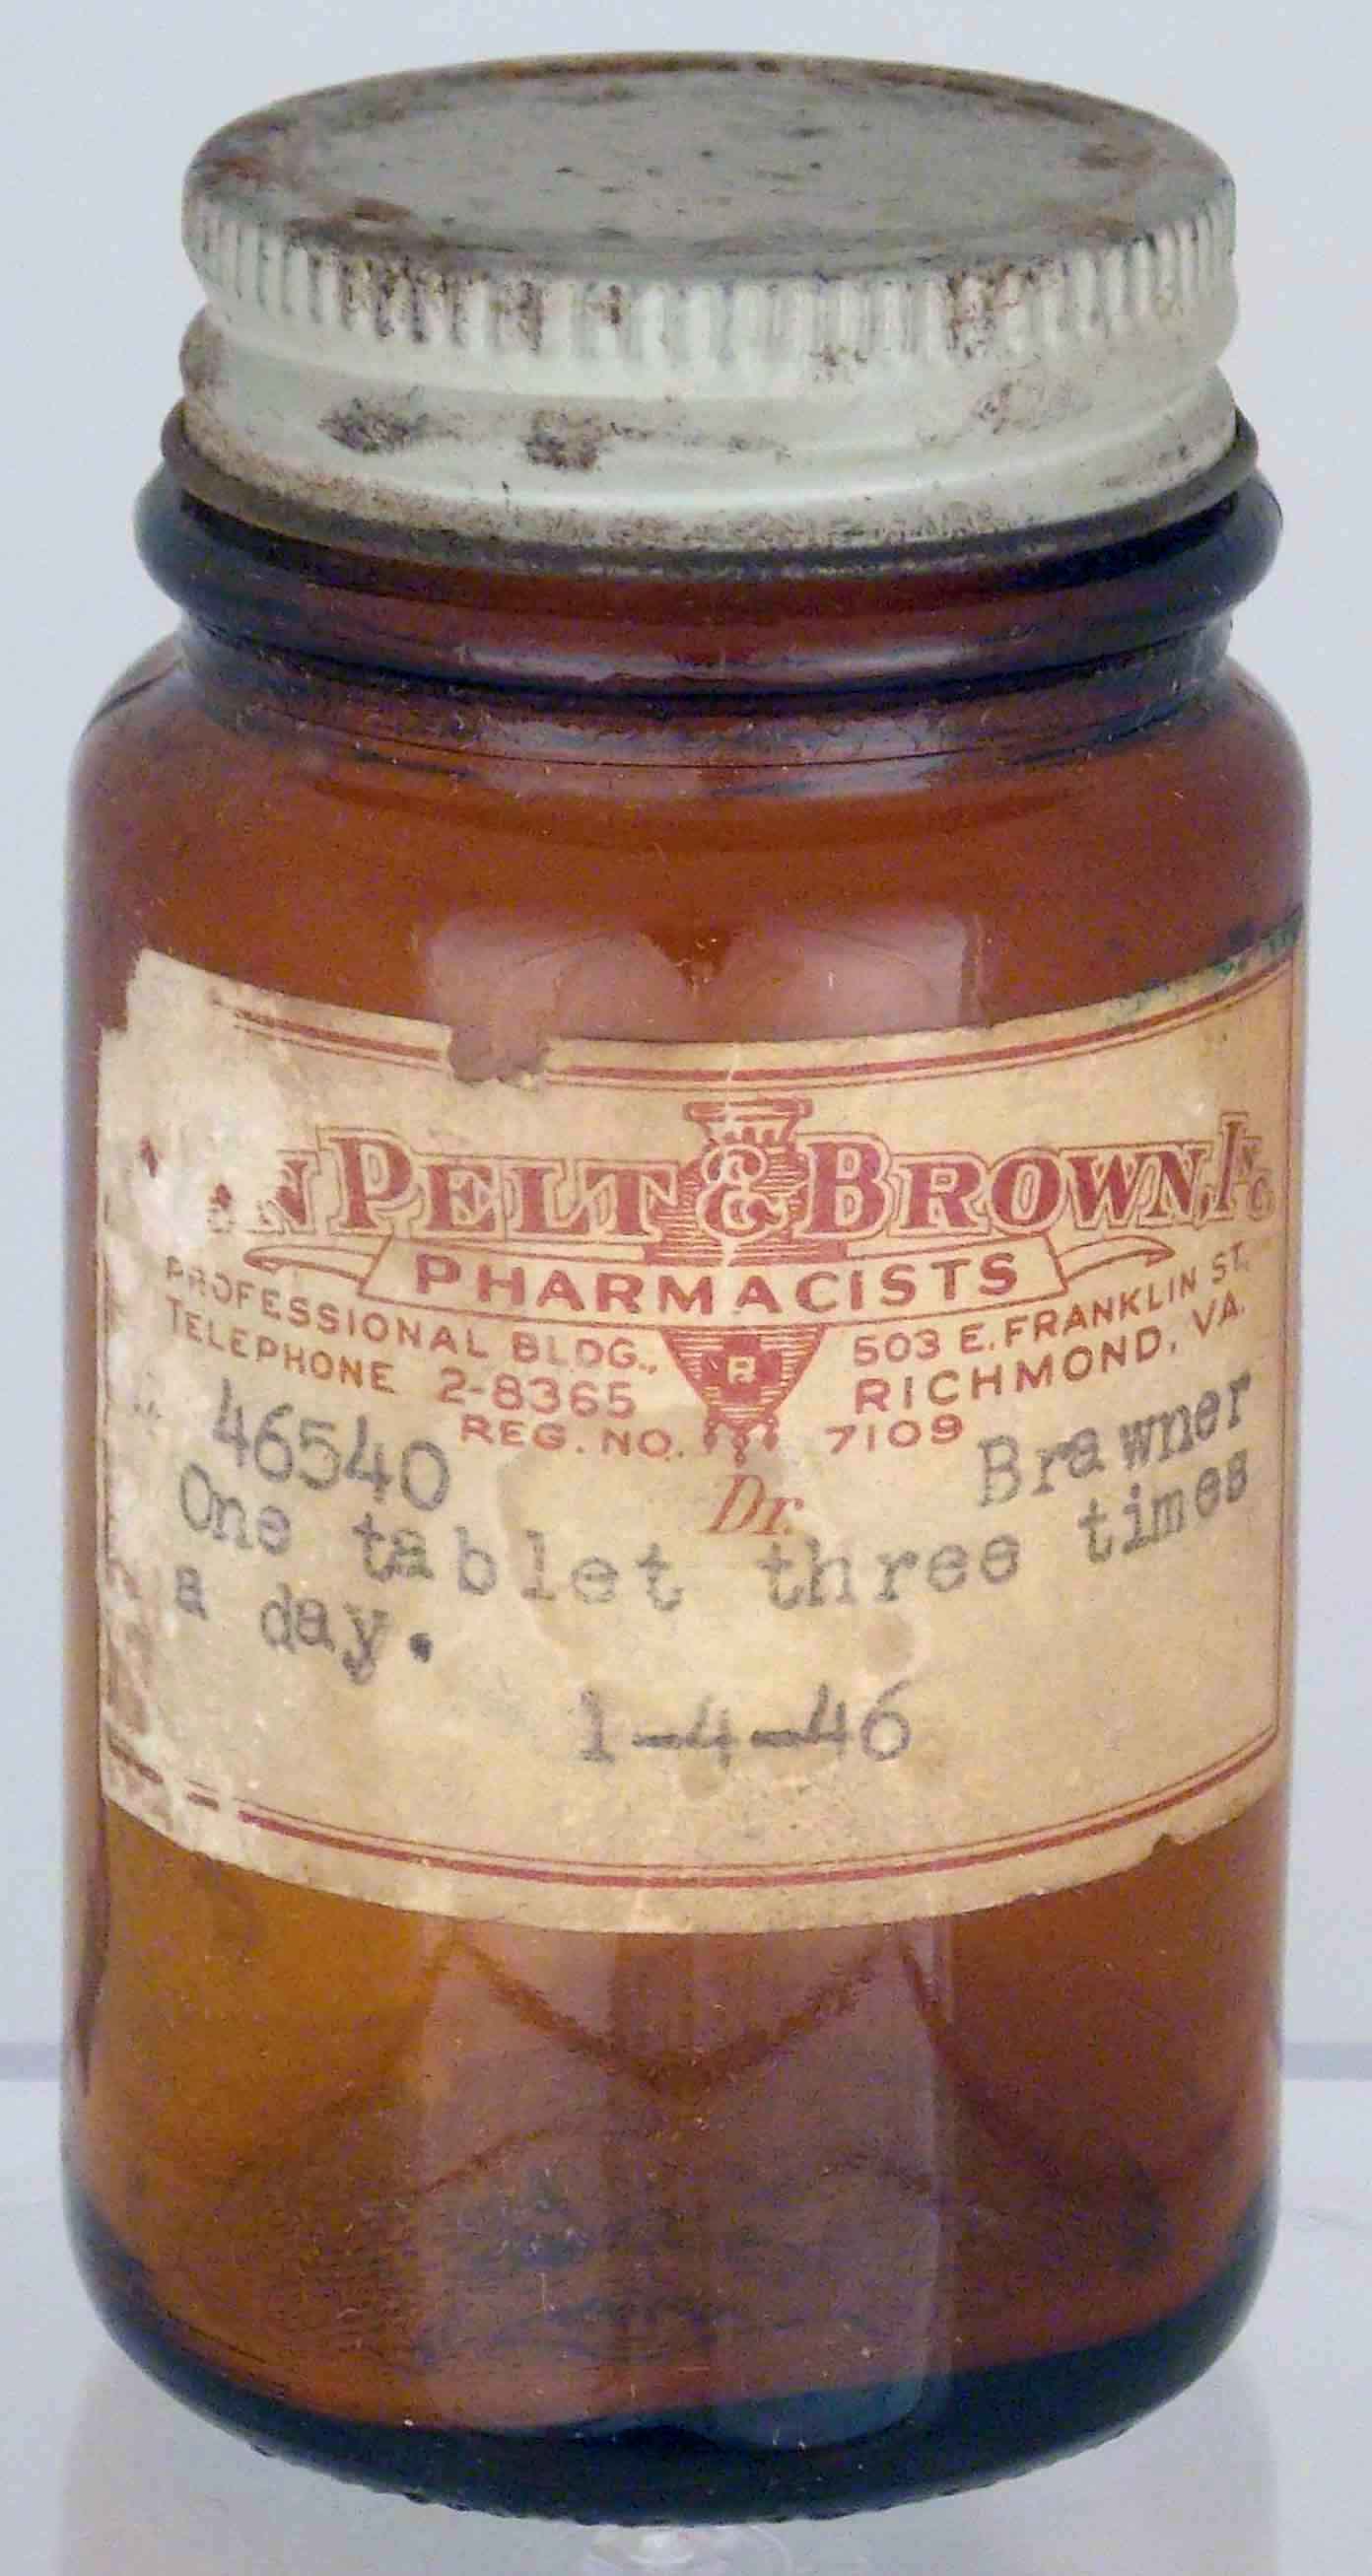 PELT & BROWN, INC.
PHARMACISTS
PROFESSIONAL BLDG., 503 E. FRANKLIN ST.
TELEPHONE 2-8365 RICHMOND, VA.
REG. NO. 7109
46540 Dr. Brawner
One tablet three times
a day.
1-4-46